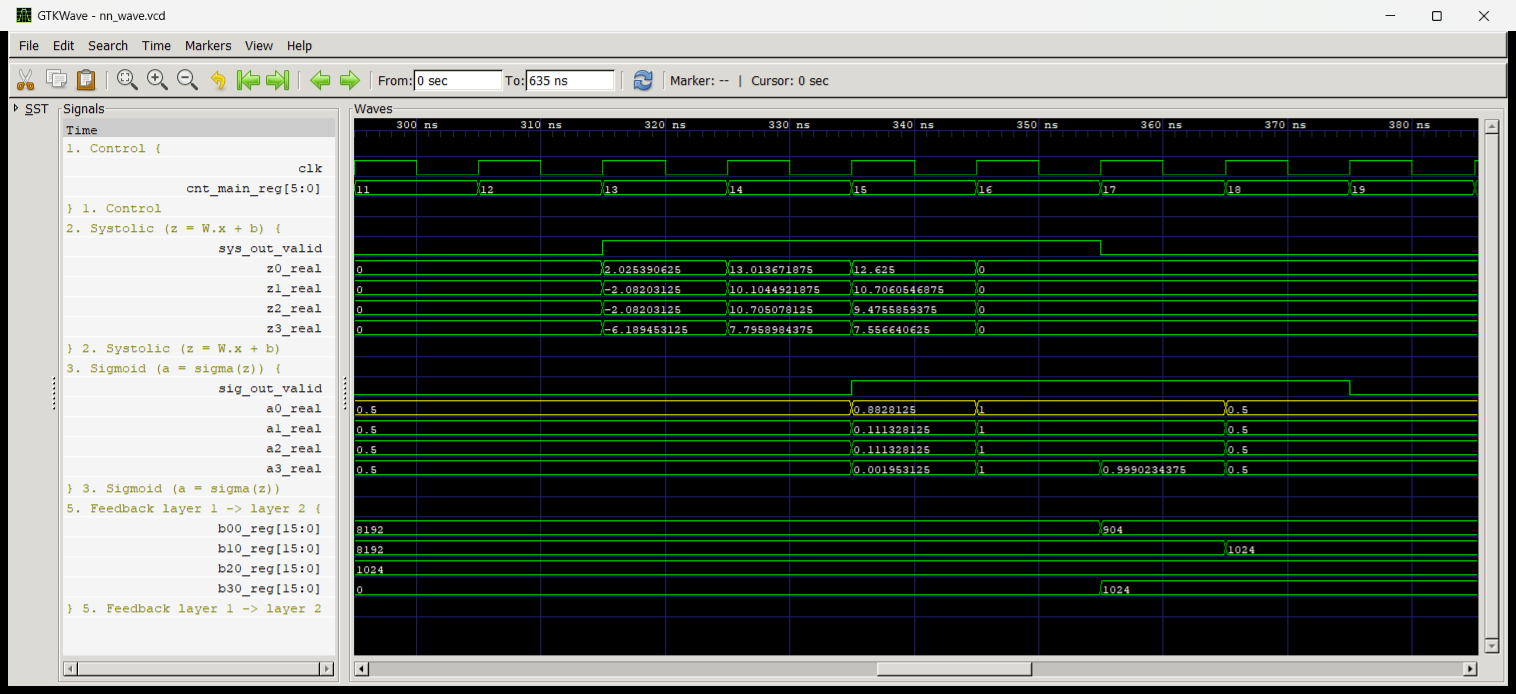 GTKWave - nn_wave.vcd
File Edit Search Time Markers View Help
From: 0 sec To: 635 ns Marker: -- | Cursor: 0 sec
SST Signals Waves
Time 300 ns 310 ns 320 ns 330 ns 340 ns 350 ns 360 ns 370 ns 380 ns
1. Control {
clk
cnt_main_reg[5:0] 11 12 13 14 15 16 17 18 19
} 1. Control
2. Systolic (z = W.x + b) {
sys_out_valid
z0_real 0 2.025390625 13.013671875 12.625 0
z1_real 0 -2.08203125 10.1044921875 10.7060546875 0
z2_real 0 -2.08203125 10.705078125 9.4755859375 0
z3_real 0 -6.189453125 7.7958984375 7.556640625 0
} 2. Systolic (z = W.x + b)
3. Sigmoid (a = sigma(z)) {
sig_out_valid
a0_real 0.5 0.8828125 1 0.5
a1_real 0.5 0.111328125 1 0.5
a2_real 0.5 0.111328125 1 0.5
a3_real 0.5 0.001953125 1 0.9990234375 0.5
} 3. Sigmoid (a = sigma(z))
5. Feedback layer 1 -> layer 2 {
b00_reg[15:0] 8192 904
b10_reg[15:0] 8192 1024
b20_reg[15:0] 1024
b30_reg[15:0] 0 1024
} 5. Feedback layer 1 -> layer 2